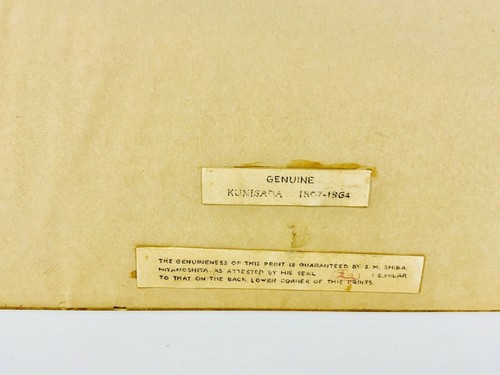 GENUINE
KUNISADA 1807-1864
THE GENUINENESS OF THIS PRINT IS GUARANTEED BY S. M. SHIBA.
MIYANOSHITA. AS ATTESTED BY HIS SEAL ( ) SIMILAR
TO THAT ON THE BACK LOWER CORNER OF THIS PRINTS.